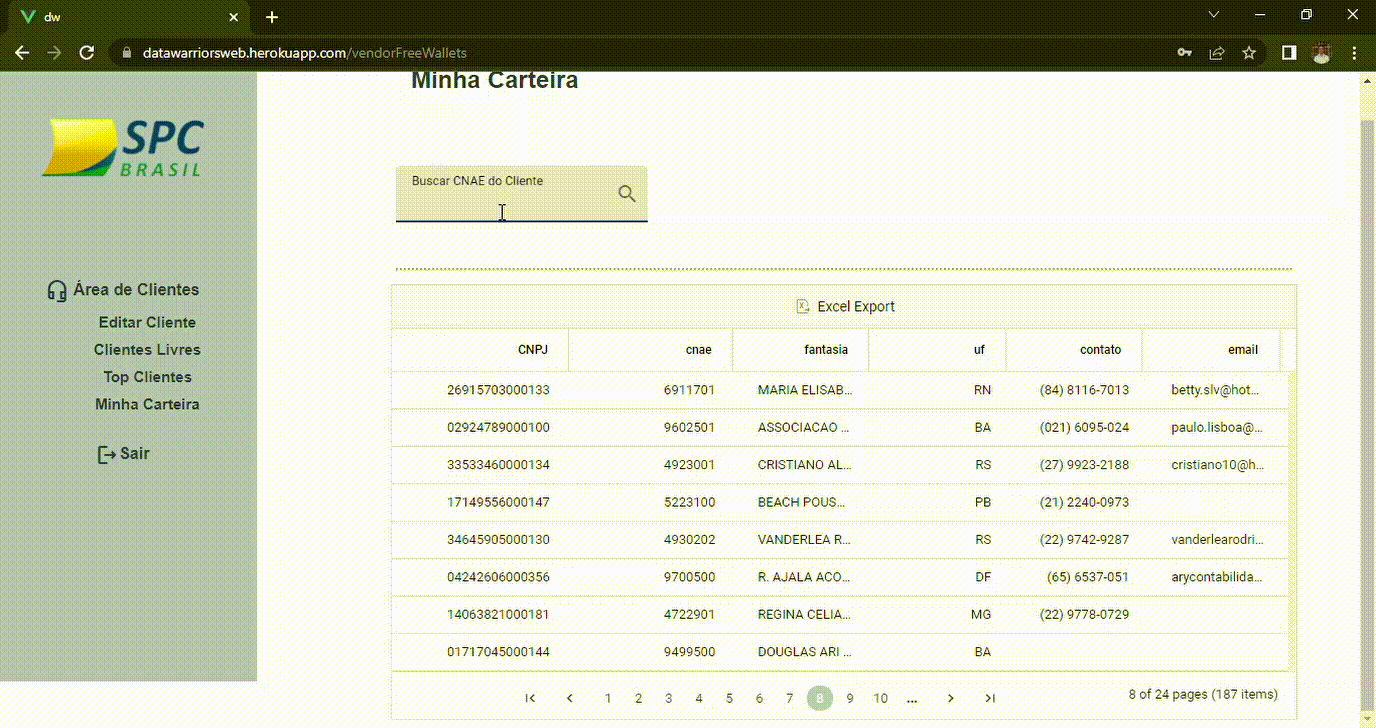 dw
datawarriorsweb.herokuapp.com/vendorFreeWallets
Minha Carteira
SPC
BRASIL
Buscar CNAE do Cliente
Área de Clientes
Editar Cliente
Clientes Livres
Top Clientes
Minha Carteira
Sair
Excel Export
CNPJ cnae fantasia uf contato email
26915703000133 6911701 MARIA ELISAB... RN (84) 8116-7013 betty.slv@hot...
02924789000100 9602501 ASSOCIACAO ... BA (021) 6095-024 paulo.lisboa@...
33533460000134 4923001 CRISTIANO AL... RS (27) 9923-2188 cristiano10@h...
17149556000147 5223100 BEACH POUS... PB (21) 2240-0973
34645905000130 4930202 VANDERLEA R... RS (22) 9742-9287 vanderlearodri...
04242606000356 9700500 R. AJALA ACO... DF (65) 6537-051 arycontabilida...
14063821000181 4722901 REGINA CELIA... MG (22) 9778-0729
01717045000144 9499500 DOUGLAS ARI ... BA
1 2 3 4 5 6 7 8 9 10 ... 8 of 24 pages (187 items)